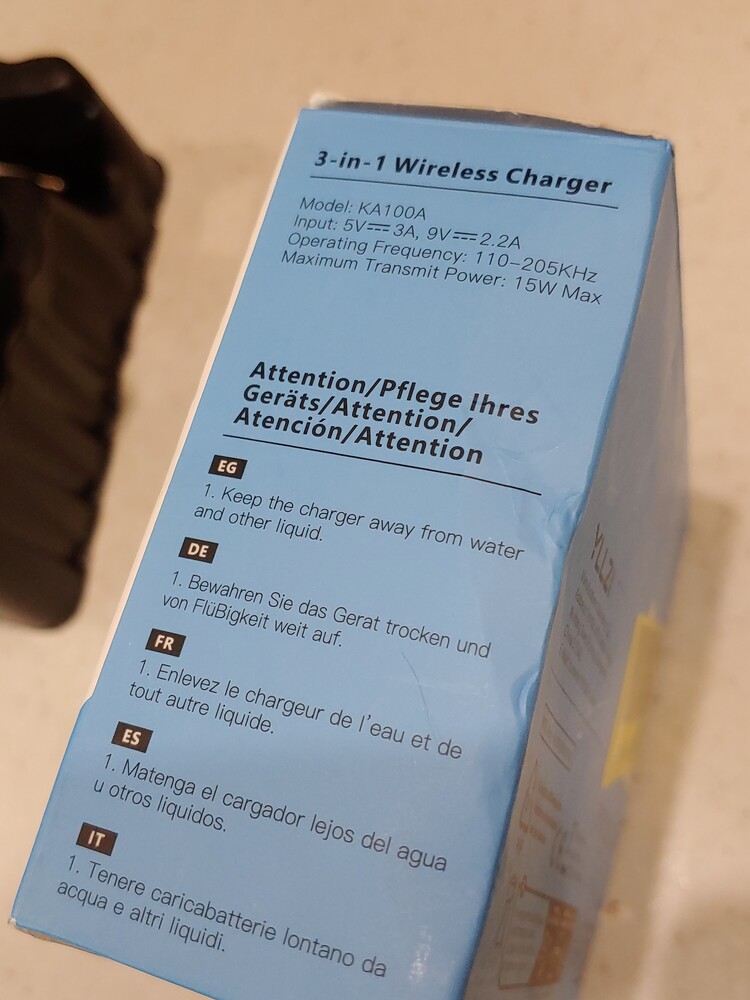 3-in-1 Wireless Charger
Model: KA100A
Input: 5V⎓3A, 9V⎓2.2A
Operating Frequency: 110-205KHz
Maximum Transmit Power: 15W Max
Attention/Pflege Ihres
Geräts/Attention/
Atención/Attention
EG
1. Keep the charger away from water
and other liquid.
DE
1. Bewahren Sie das Gerat trocken und
von FlüBigkeit weit auf.
FR
1. Enlevez le chargeur de l'eau et de
tout autre liquide.
ES
1. Matenga el cargador lejos del agua
u otros liquidos.
IT
1. Tenere caricabatterie lontano da
acqua e altri liquidi.